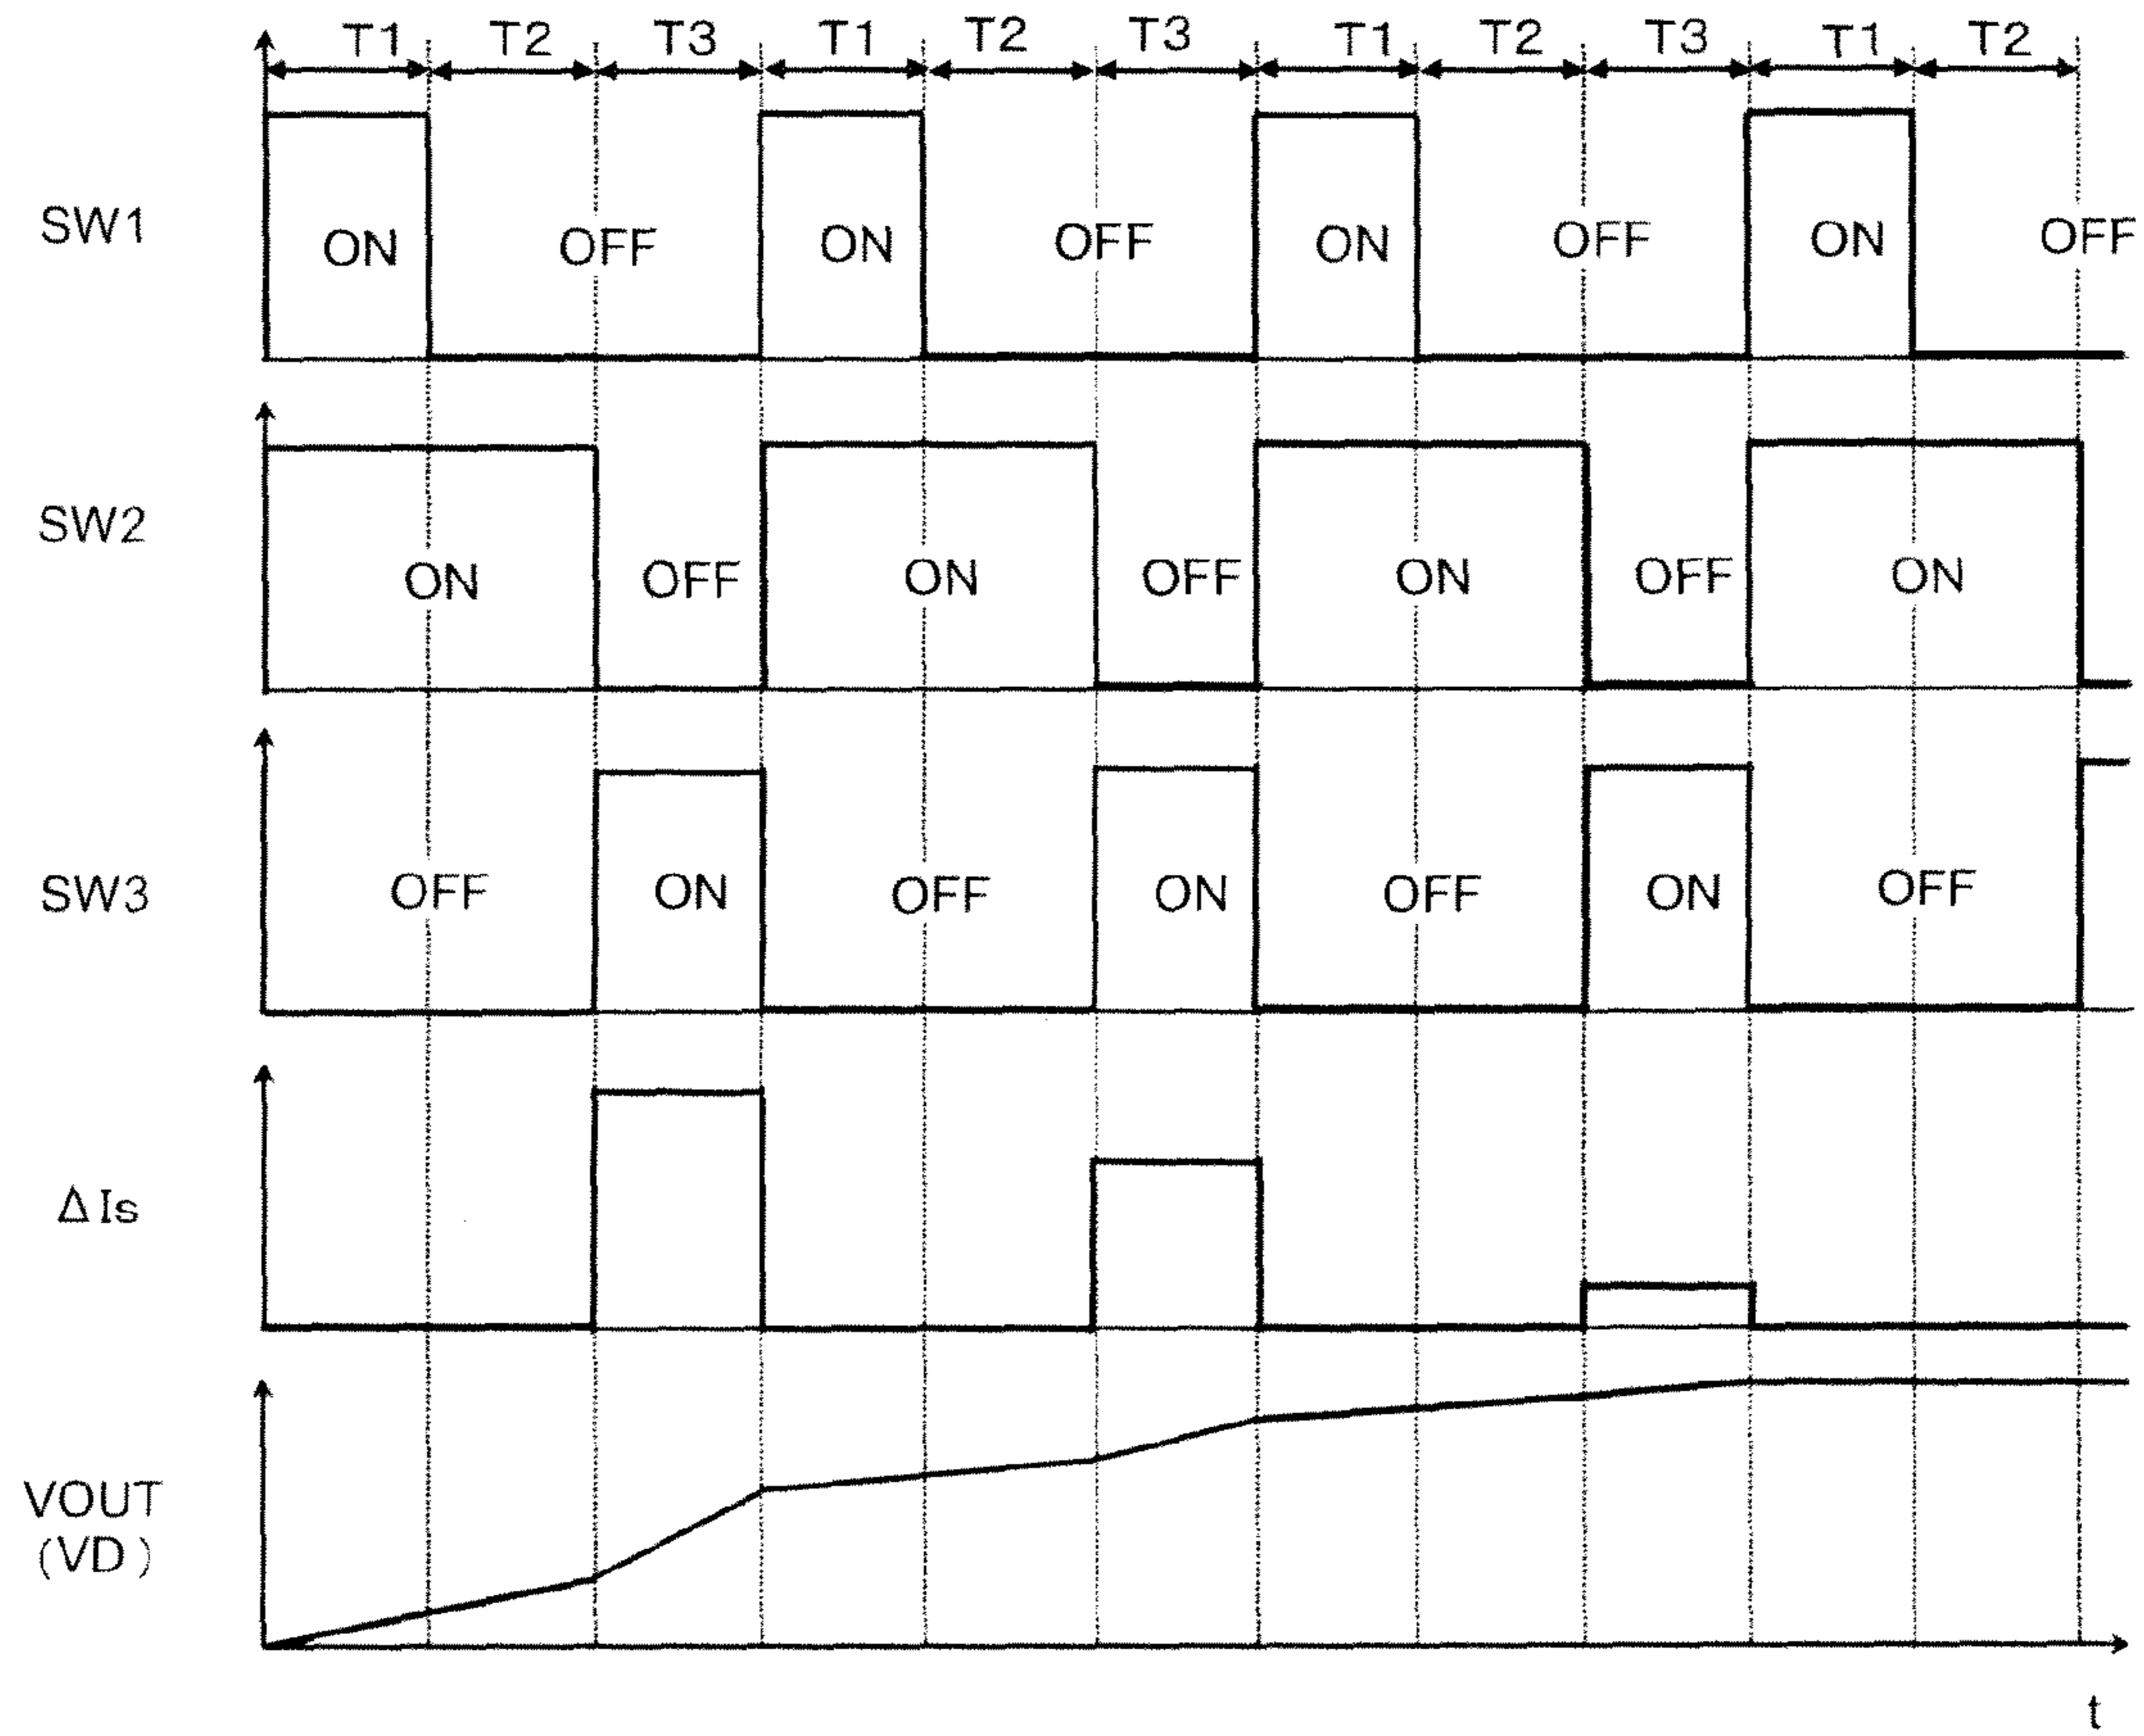 T1 T2 T3 T1 T2 T3 T1 T2 T3 T1 T2
SW1 ON OFF ON OFF ON OFF ON OFF
SW2 ON OFF ON OFF ON OFF ON
SW3 OFF ON OFF ON OFF ON OFF
ΔIs
VOUT
(VD)
t